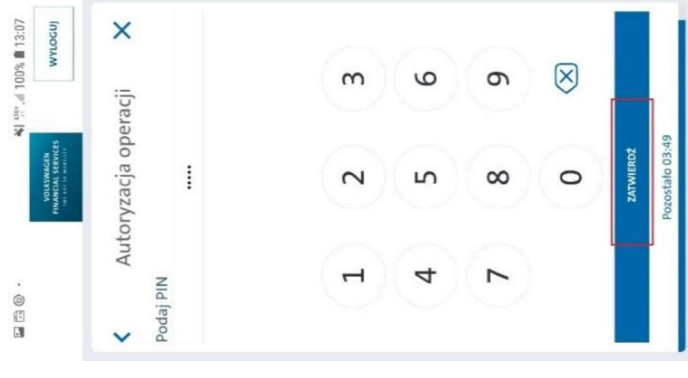 100% 13:07
VOLKSWAGEN
FINANCIAL SERVICES
WYLOGUJ
Autoryzacja operacji
Podaj PIN
•••••
1 2 3
4 5 6
7 8 9
0
ZATWIERDŹ
Pozostało 03:49